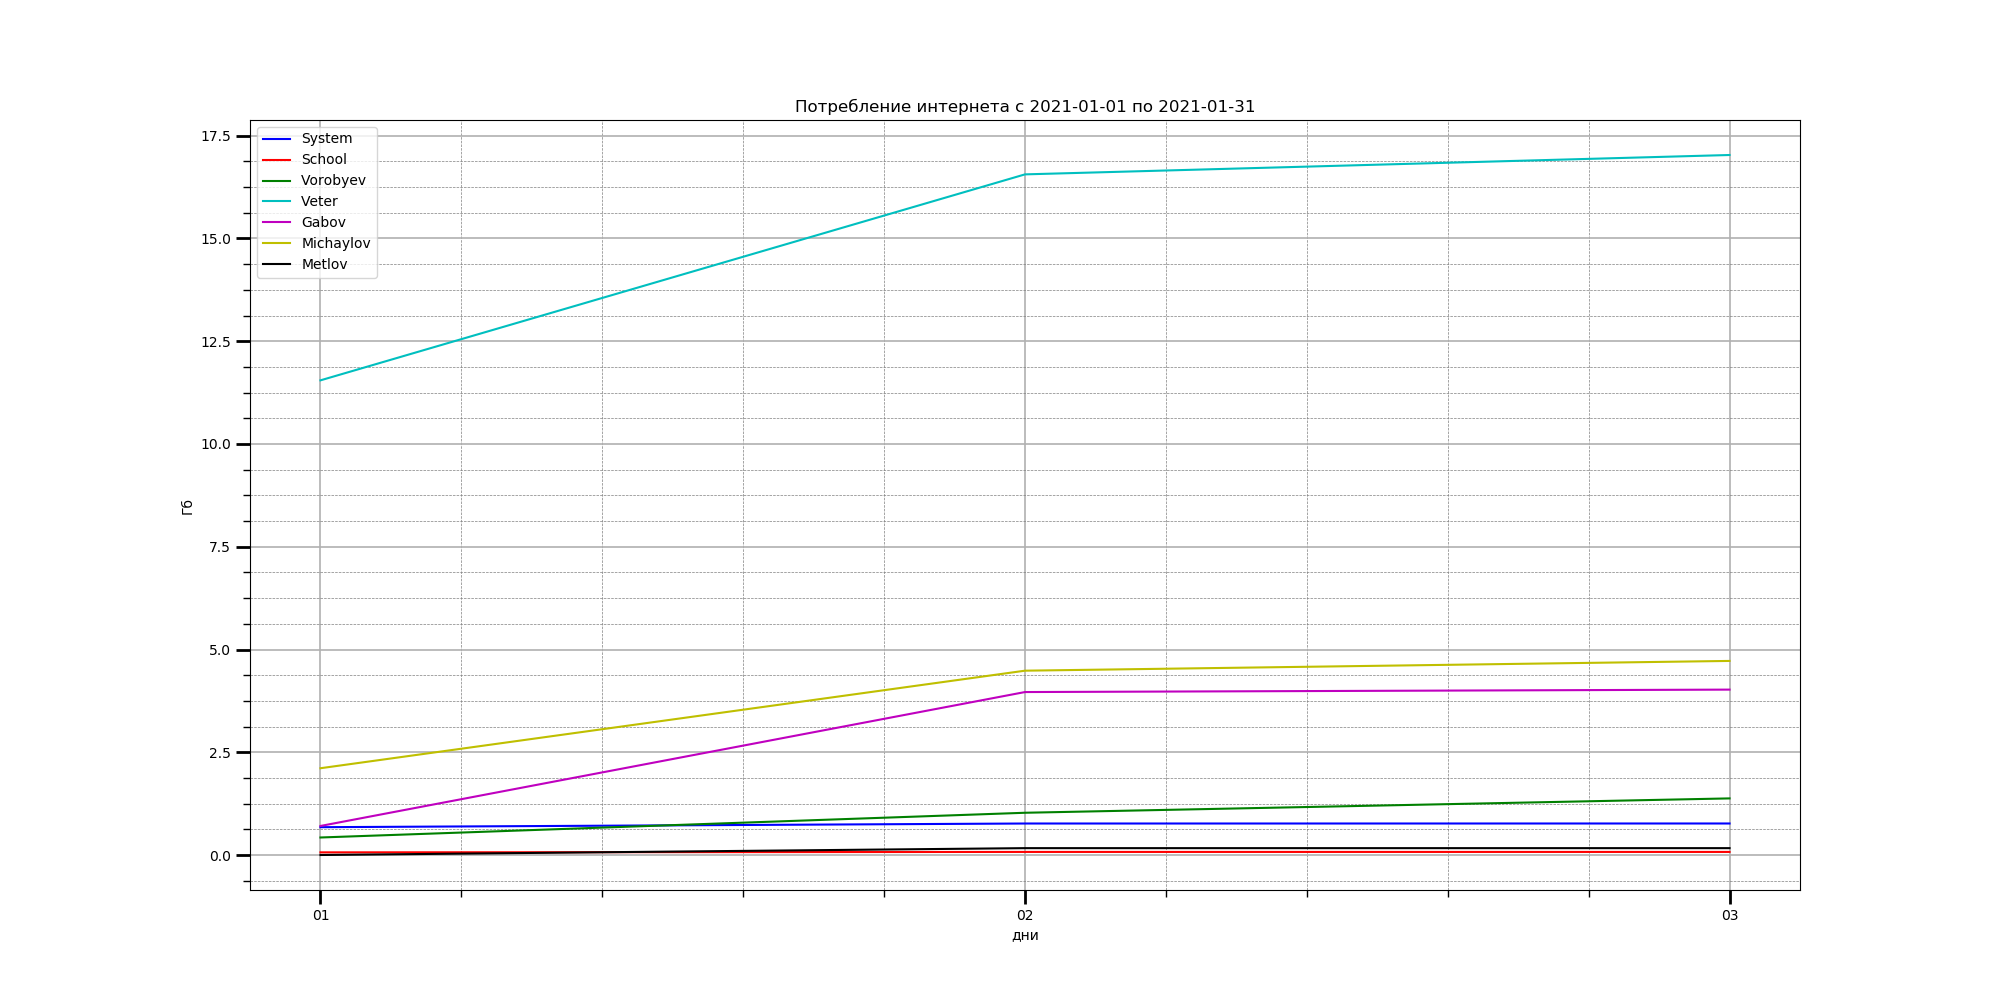 Потребление интернета с 2021-01-01 по 2021-01-31
System
School
Vorobyev
Veter
Gabov
Michaylov
Metlov
17.5
15.0
12.5
10.0
7.5
5.0
2.5
0.0
Гб
01
02
03
дни